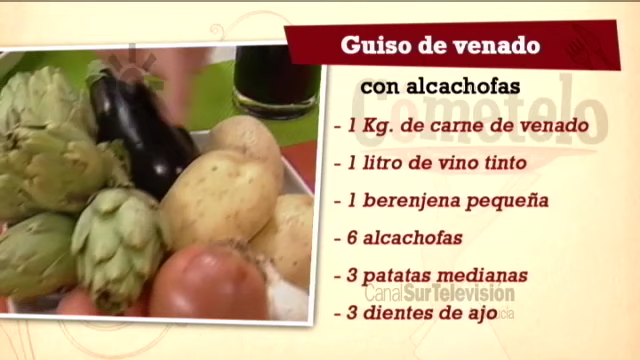 Guiso de venado
con alcachofas
Cometelo
- 1 Kg. de carne de venado
- 1 litro de vino tinto
- 1 berenjena pequeña
- 6 alcachofas
- 3 patatas medianas
CanalSurTelevisión
- 3 dientes de ajo